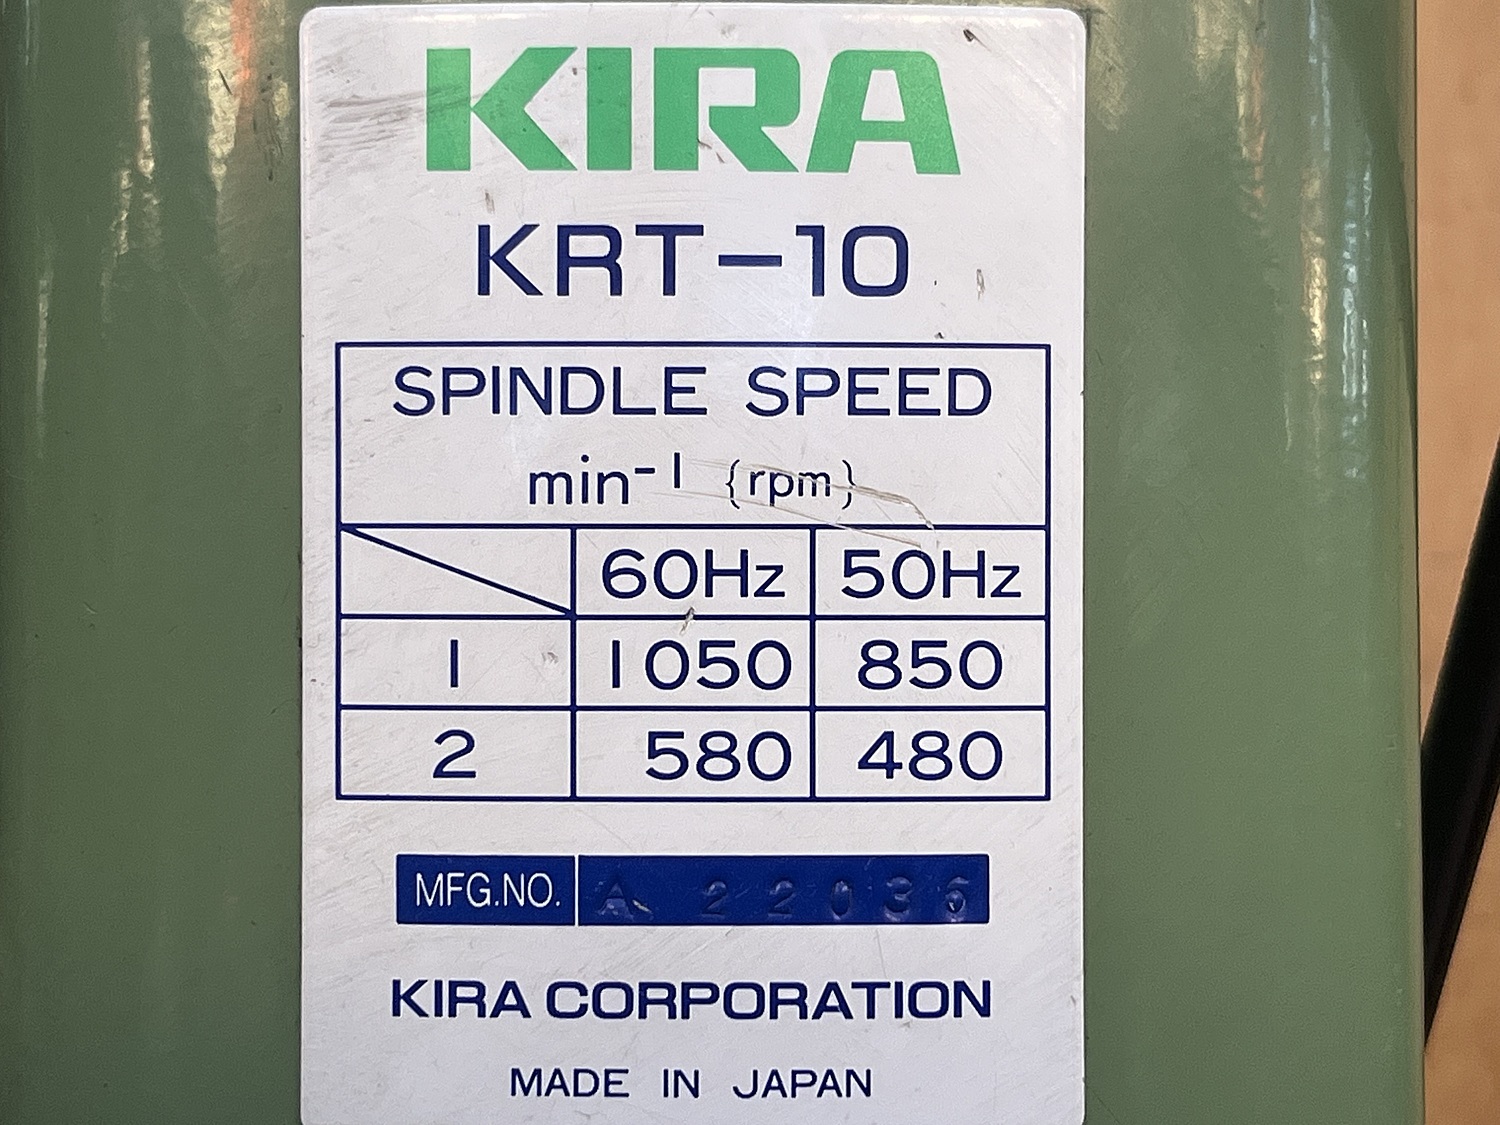 KIRA
KRT-10
SPINDLE SPEED
min⁻¹ {rpm}
60Hz 50Hz
1 1050 850
2 580 480
MFG.NO. A 22036
KIRA CORPORATION
MADE IN JAPAN